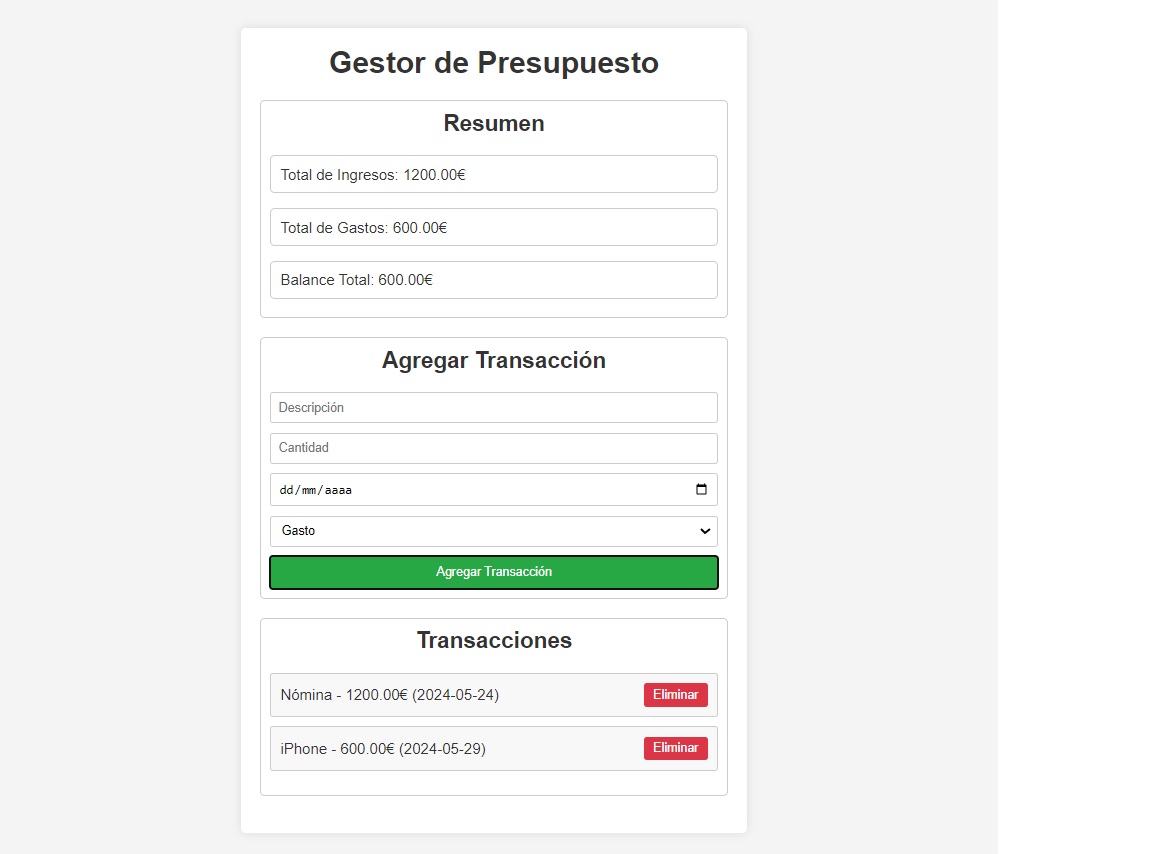 Gestor de Presupuesto
Resumen
Total de Ingresos: 1200.00€
Total de Gastos: 600.00€
Balance Total: 600.00€
Agregar Transacción
Descripción
Cantidad
dd/mm/aaaa
Gasto
Agregar Transacción
Transacciones
Nómina - 1200.00€ (2024-05-24) Eliminar
iPhone - 600.00€ (2024-05-29) Eliminar